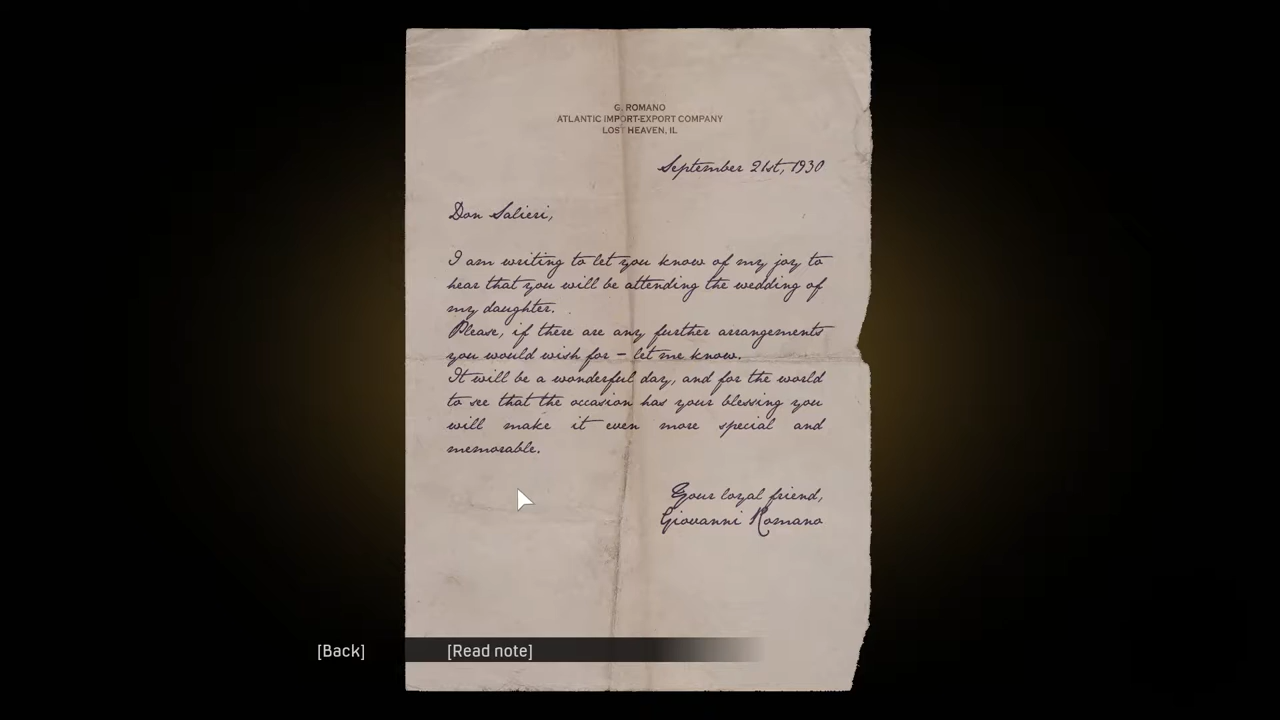 G. ROMANO
ATLANTIC IMPORT-EXPORT COMPANY
LOST HEAVEN, IL
September 21st, 1930
Don Salieri,
I am writing to let you know of my joy to
hear that you will be attending the wedding of
my daughter.
Please, if there are any further arrangements
you would wish for – let me know.
It will be a wonderful day, and for the world
to see that the occasion has your blessing you
will make it even more special and
memorable.
Your loyal friend,
Giovanni Romano
[Back] [Read note]